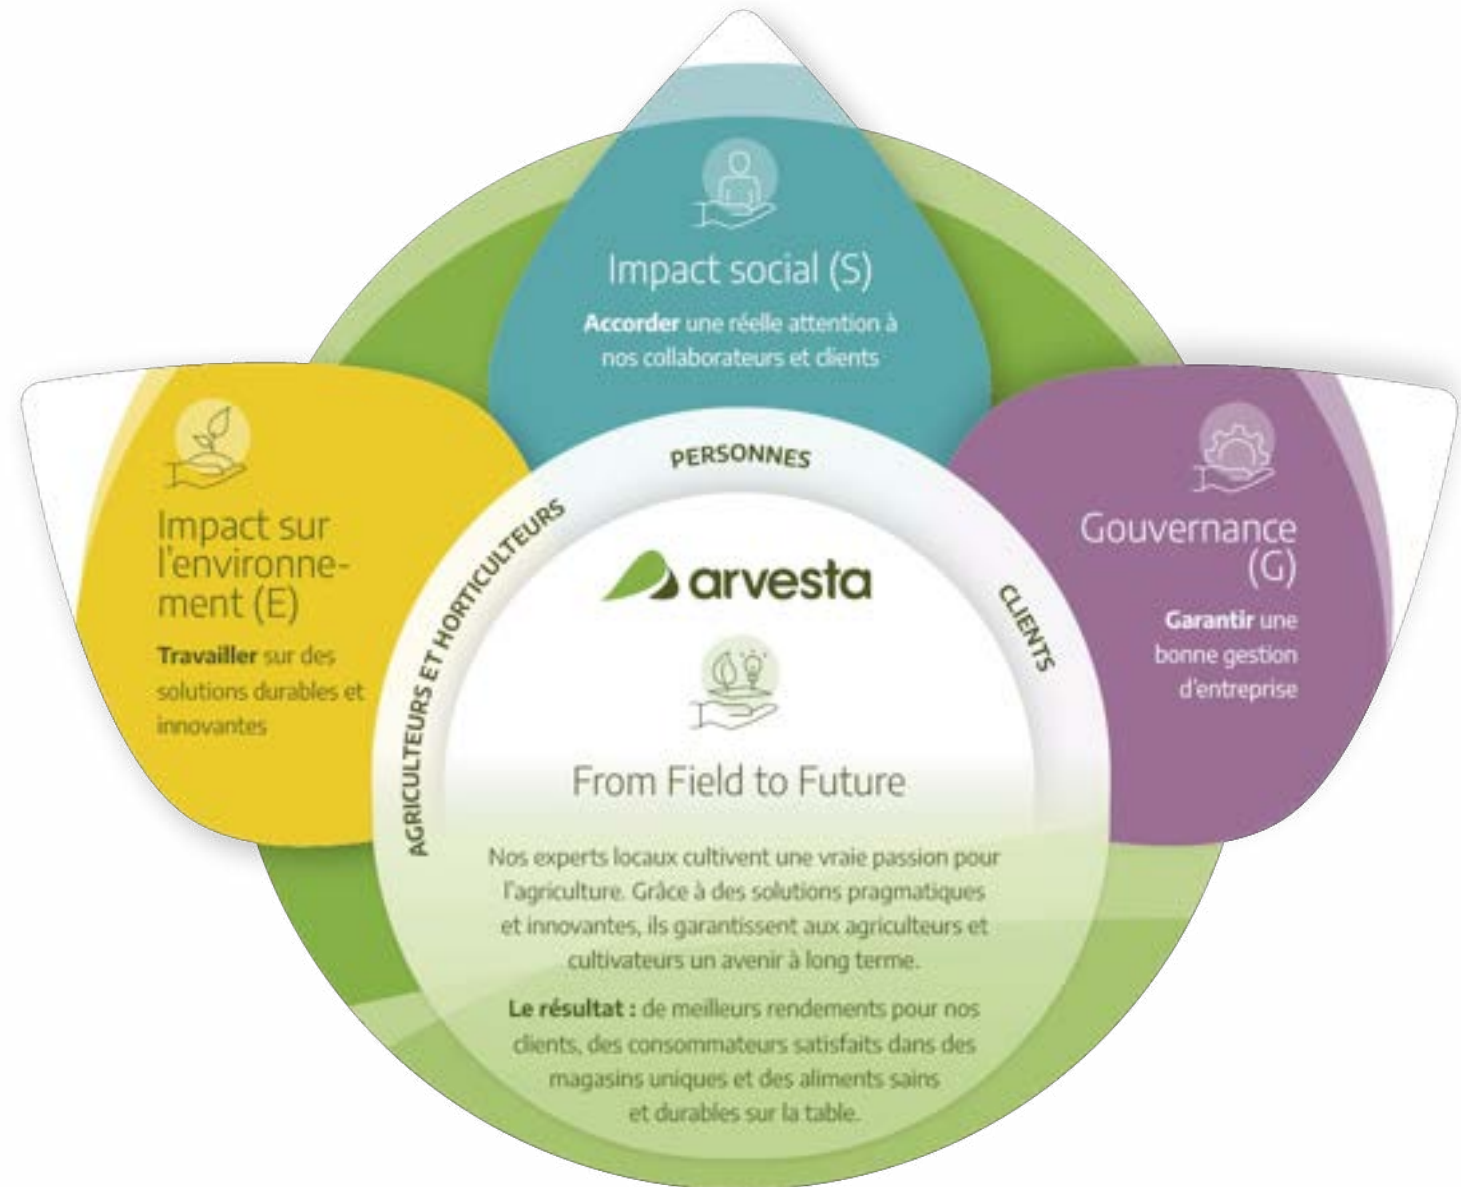 Impact social (S)
Accorder une réelle attention à
nos collaborateurs et clients
Impact sur
l'environne-
ment (E)
Travailler sur des
solutions durables et
innovantes
Gouvernance
(G)
Garantir une
bonne gestion
d'entreprise
AGRICULTEURS ET HORTICULTEURS
PERSONNES
CLIENTS
arvesta
From Field to Future
Nos experts locaux cultivent une vraie passion pour
l'agriculture. Grâce à des solutions pragmatiques
et innovantes, ils garantissent aux agriculteurs et
cultivateurs un avenir à long terme.
Le résultat : de meilleurs rendements pour nos
clients, des consommateurs satisfaits dans des
magasins uniques et des aliments sains
et durables sur la table.